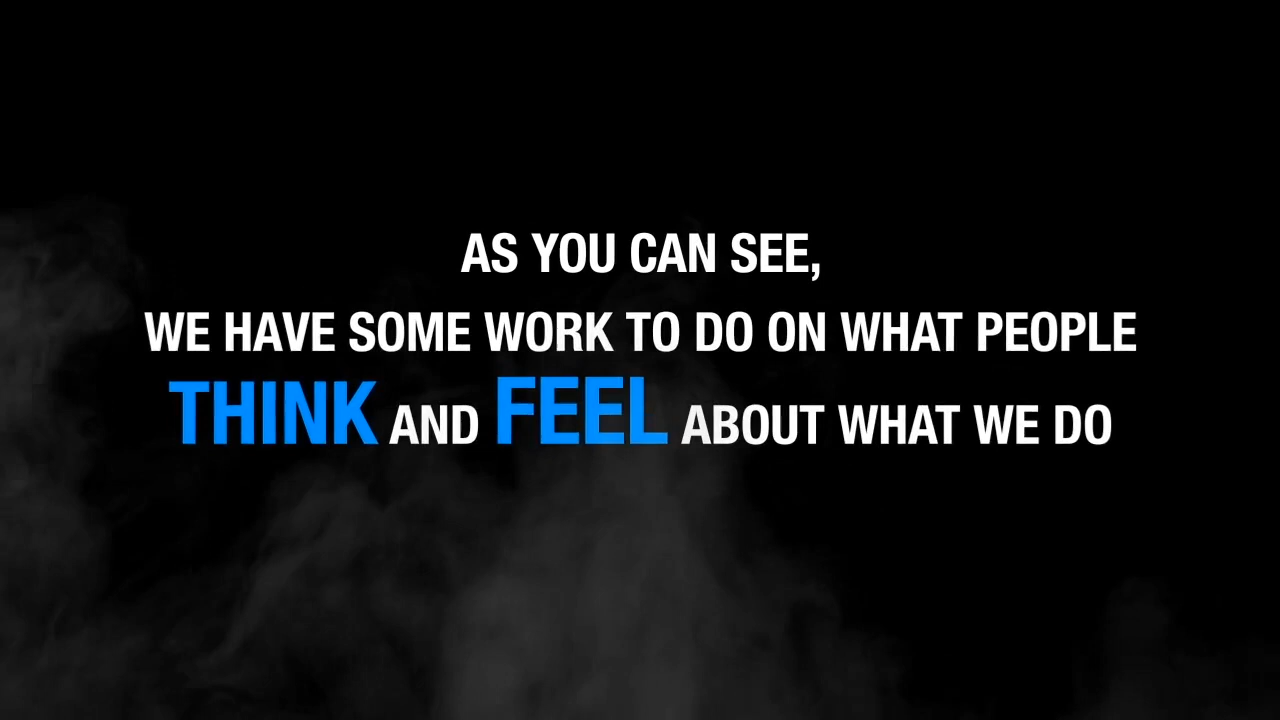 AS YOU CAN SEE,
WE HAVE SOME WORK TO DO ON WHAT PEOPLE
THINK AND FEEL ABOUT WHAT WE DO